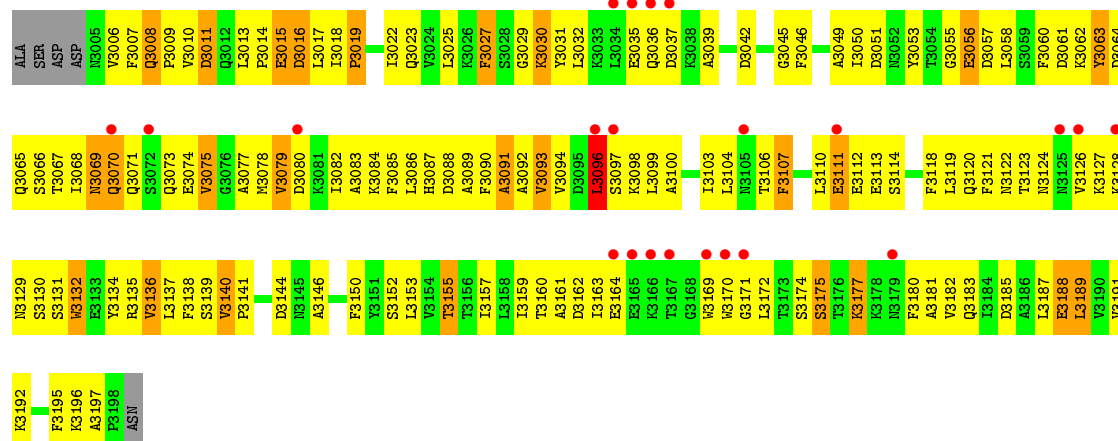 ALA SER ASP ASP N3005 V3006 F3007 Q3008 P3009 V3010 D3011 Q3012 L3013 P3014 E3015 D3016 L3017 I3018 P3019 I3022 Q3023 V3024 L3025 K3026 F3027 S3028 G3029 K3030 Y3031 L3032 K3033 L3034 E3035 Q3036 D3037 K3038 A3039 D3042 G3045 F3046 A3049 I3050 D3051 N3052 Y3053 T3054 G3055 E3056 D3057 L3058 S3059 F3060 D3061 K3062 Y3063
Q3065 S3066 T3067 I3068 N3069 Q3070 Q3071 S3072 Q3073 E3074 V3075 G3076 A3077 M3078 V3079 D3080 K3081 I3082 A3083 K3084 F3085 L3086 H3087 D3088 A3089 F3090 A3091 A3092 V3093 V3094 D3095 L3096 S3097 K3098 L3099 A3100 I3103 L3104 N3105 T3106 F3107 L3110 E3111 E3112 E3113 S3114 F3118 L3119 Q3120 F3121 N3122 T3123 N3124 N3125 V3126 K3127
N3129 S3130 S3131 W3132 E3133 Y3134 R3135 V3136 L3137 F3138 S3139 V3140 P3141 D3144 N3145 A3146 F3150 Y3151 S3152 L3153 V3154 T3155 T3156 I3157 L3158 I3159 T3160 A3161 D3162 I3163 E3164 E3165 K3166 T3167 G3168 W3169 W3170 G3171 L3172 T3173 S3174 S3175 T3176 K3177 K3178 N3179 F3180 A3181 V3182 Q3183 I3184 D3185 A3186 L3187 E3188 L3189 V3190
K3192 F3195 K3196 A3197 P3198 ASN